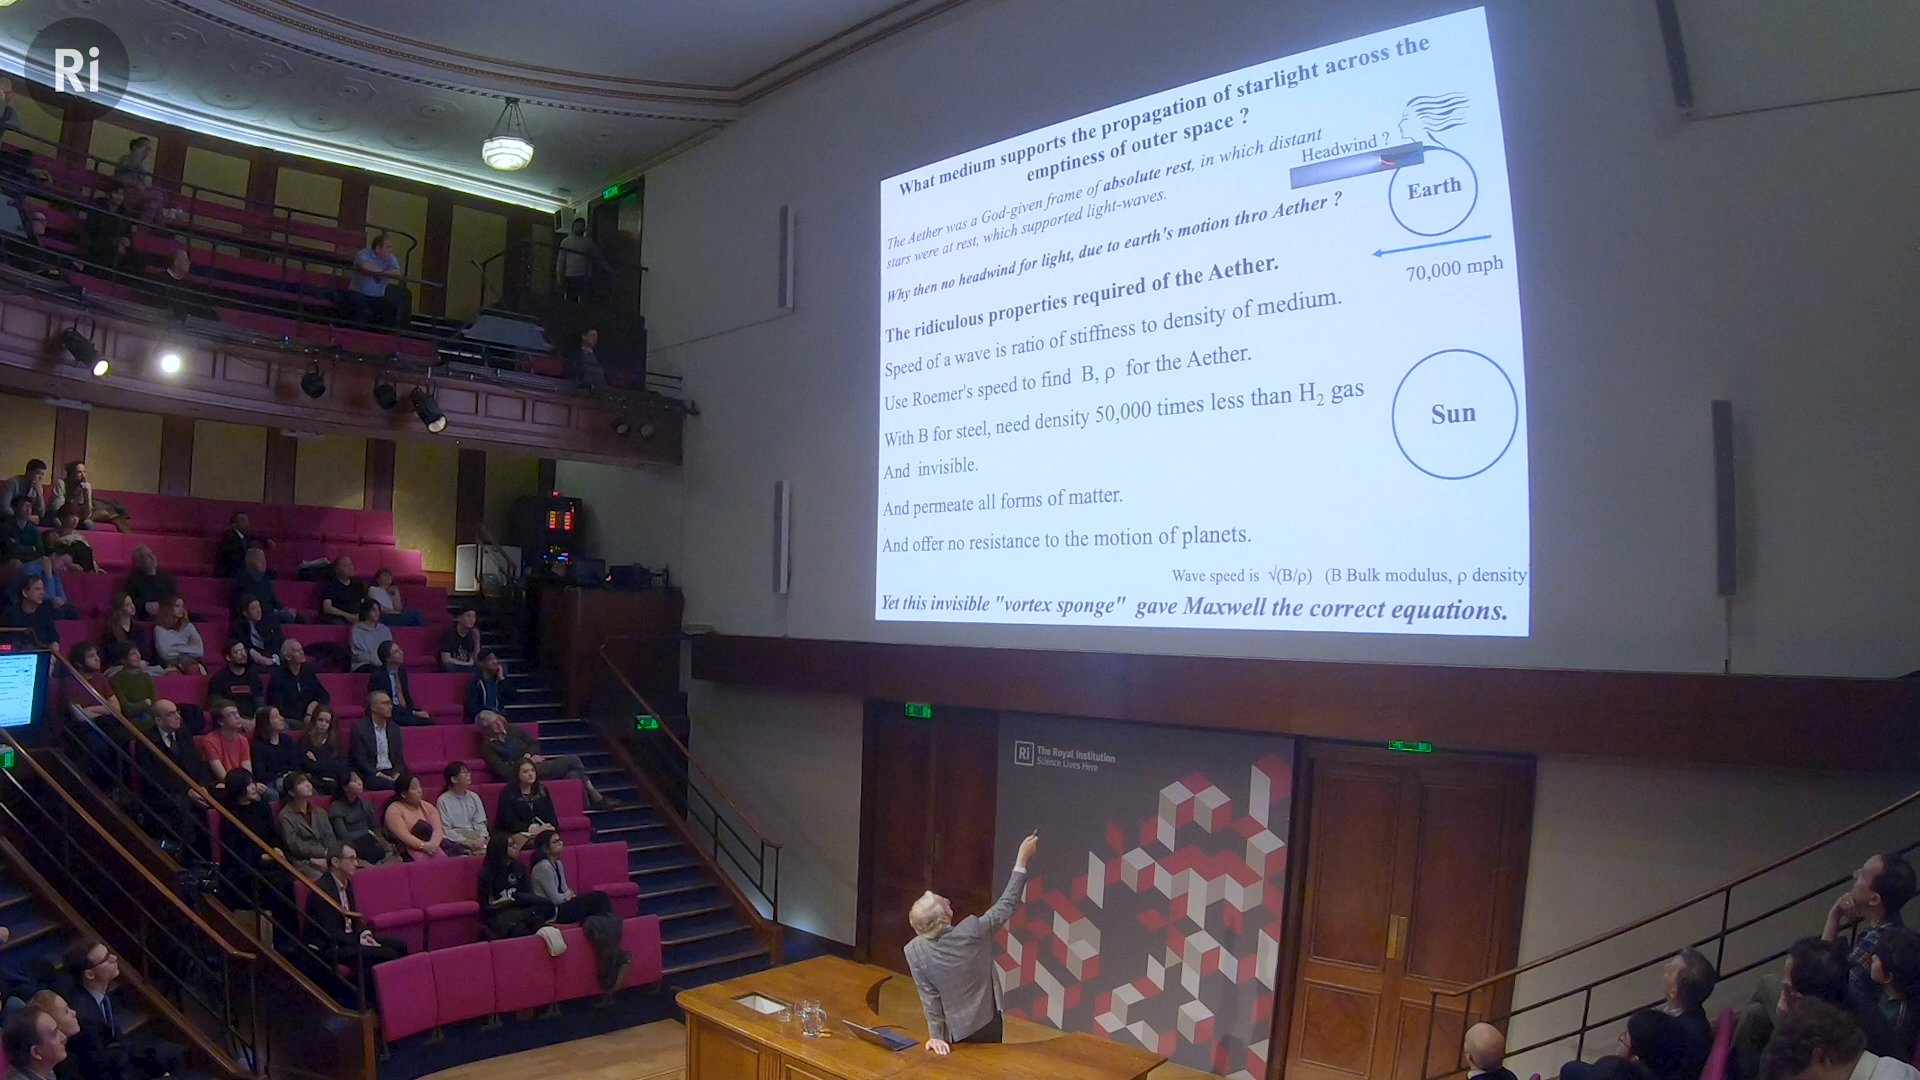 Ri
What medium supports the propagation of starlight across the
emptiness of outer space ?
The Aether was a God-given frame of absolute rest, in which distant
stars were at rest, which supported light-waves.
Headwind ?
Earth
Why then no headwind for light, due to earth's motion thro Aether ?
70,000 mph
The ridiculous properties required of the Aether.
Speed of a wave is ratio of stiffness to density of medium.
Use Roemer's speed to find B, ρ for the Aether.
With B for steel, need density 50,000 times less than H₂ gas
Sun
And invisible.
And permeate all forms of matter.
And offer no resistance to the motion of planets.
Wave speed is √(B/ρ) (B Bulk modulus, ρ density
Yet this invisible "vortex sponge" gave Maxwell the correct equations.
Ri The Royal Institution
Science Lives Here